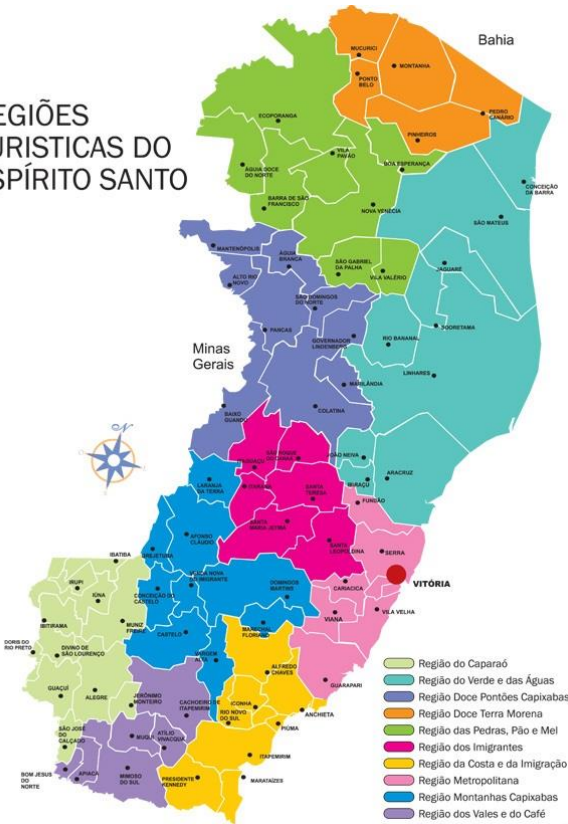 EGIÕES
URISTICAS DO
SPÍRITO SANTO
Bahia
MUCURICI
MONTANHA
PONTO
BELO
PEDRO
CANÁRIO
PINHEIROS
ECOPORANGA
VILA
PAVÃO
BOA ESPERANÇA
ÁGUIA DOCE
DO NORTE
CONCEIÇÃO
DA BARRA
BARRA DE SÃO
FRANCISCO
NOVA VENÉCIA
SÃO MATEUS
MANTENÓPOLIS
ÁGUIA
BRANCA
SÃO GABRIEL
DA PALHA
VILA VALÉRIO
JAGUARÉ
ALTO RIO
NOVO
SÃO DOMINGOS
DO NORTE
PANCAS
GOVERNADOR
LINDENBERG
RIO BANANAL
SOORETAMA
Minas
Gerais
MARILÂNDIA
LINHARES
BAIXO
GUANDU
COLATINA
N
JOÃO NEIVA
ARACRUZ
IBIRAÇU
LARANJA
DA TERRA
ITARANA
SANTA
TERESA
FUNDÃO
AFONSO
CLÁUDIO
SANTA
MARIA JETIBA
SANTA
LEOPOLDINA
SERRA
BREJETUBA
IBATIBA
VENDA NOVA
DO IMIGRANTE
CARIACICA
VITÓRIA
IRUPI
IÚNA
CONCEIÇÃO DO
CASTELO
DOMINGOS
MARTINS
VIANA
VILA VELHA
IBITIRAMA
MUNIZ
FREIRE
MARECHAL
FLORIANO
CASTELO
DORES DO
RIO PRETO
DIVINO DE
SÃO LOURENÇO
VARGEM
ALTA
ALFREDO
CHAVES
GUARAPARI
GUAÇUÍ
ALEGRE
JERÔNIMO
MONTEIRO
CACHOEIRO DE
ITAPEMIRIM
ICONHA
RIO NOVO
DO SUL
ANCHIETA
PIÚMA
SÃO JOSÉ
DO
CALÇADO
MUQUI
ATILIO
VIVACQUA
ITAPEMIRIM
BOM JESUS
DO
NORTE
APIACÁ
MIMOSO
DO SUL
PRESIDENTE
KENNEDY
MARATAÍZES
Região do Caparaó
Região do Verde e das Águas
Região Doce Pontões Capixabas
Região Doce Terra Morena
Região das Pedras, Pão e Mel
Região dos Imigrantes
Região da Costa e da Imigração
Região Metropolitana
Região Montanhas Capixabas
Região dos Vales e do Café